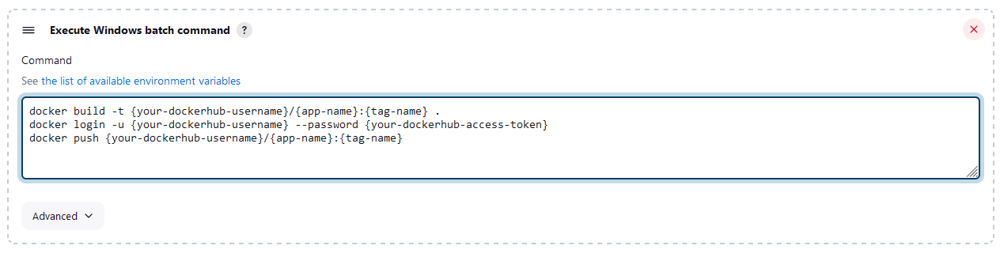 Execute Windows batch command ?
Command
See the list of available environment variables
docker build -t {your-dockerhub-username}/{app-name}:{tag-name} .
docker login -u {your-dockerhub-username} --password {your-dockerhub-access-token}
docker push {your-dockerhub-username}/{app-name}:{tag-name}
Advanced